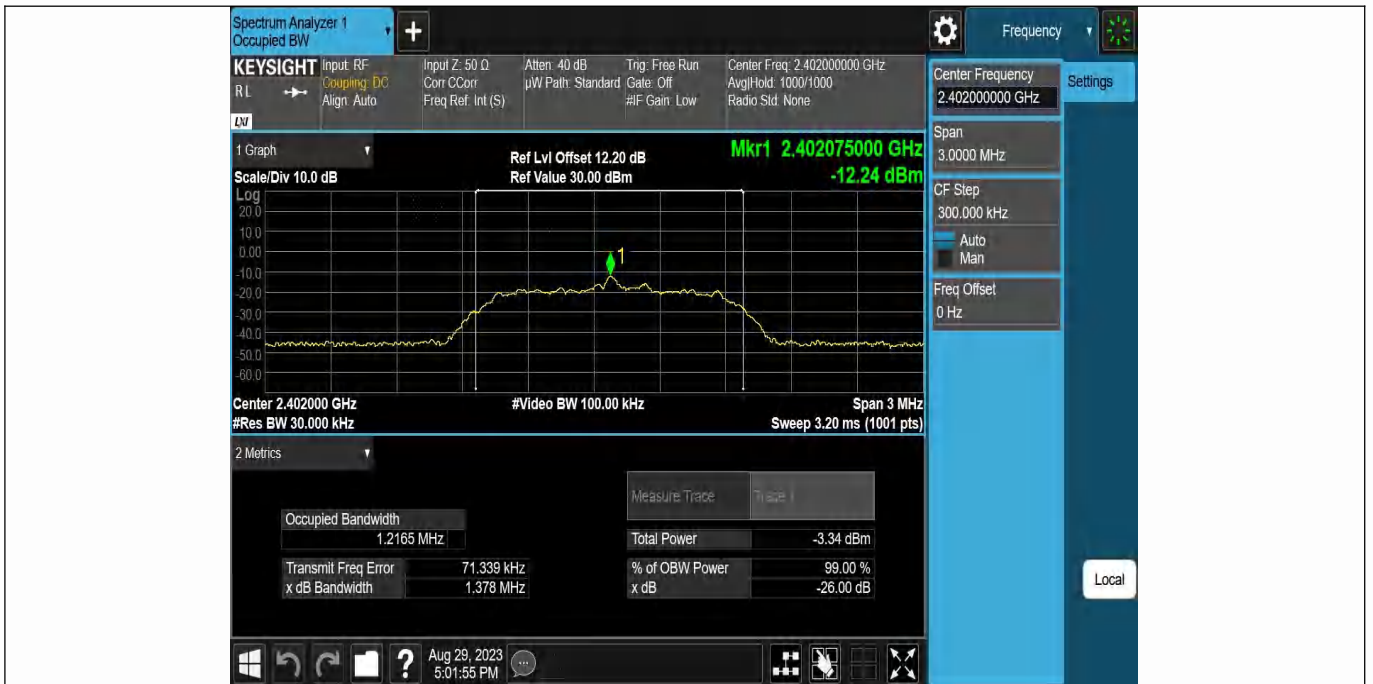 Spectrum Analyzer 1
Occupied BW
+
Frequency
KEYSIGHT
R L
LXI
Input: RF
Coupling: DC
Align: Auto
Input Z: 50 Ω
Corr CCorr
Freq Ref: Int (S)
Atten: 40 dB
µW Path: Standard
Trig: Free Run
Gate: Off
#IF Gain: Low
Center Freq: 2.402000000 GHz
Avg|Hold: 1000/1000
Radio Std: None
Center Frequency
2.402000000 GHz
Settings
Span
3.0000 MHz
CF Step
300.000 kHz
Auto
Man
Freq Offset
0 Hz
Local
1 Graph
Scale/Div 10.0 dB
Ref Lvl Offset 12.20 dB
Ref Value 30.00 dBm
Mkr1 2.402075000 GHz
-12.24 dBm
Log
20.0
10.0
0.00
-10.0
-20.0
-30.0
-40.0
-50.0
-60.0
1
Center 2.402000 GHz
#Video BW 100.00 kHz
Span 3 MHz
#Res BW 30.000 kHz
Sweep 3.20 ms (1001 pts)
2 Metrics
Measure Trace
Trace 1
Occupied Bandwidth
1.2165 MHz
Total Power
-3.34 dBm
Transmit Freq Error
71.339 kHz
% of OBW Power
99.00 %
x dB Bandwidth
1.378 MHz
x dB
-26.00 dB
?
Aug 29, 2023
5:01:55 PM